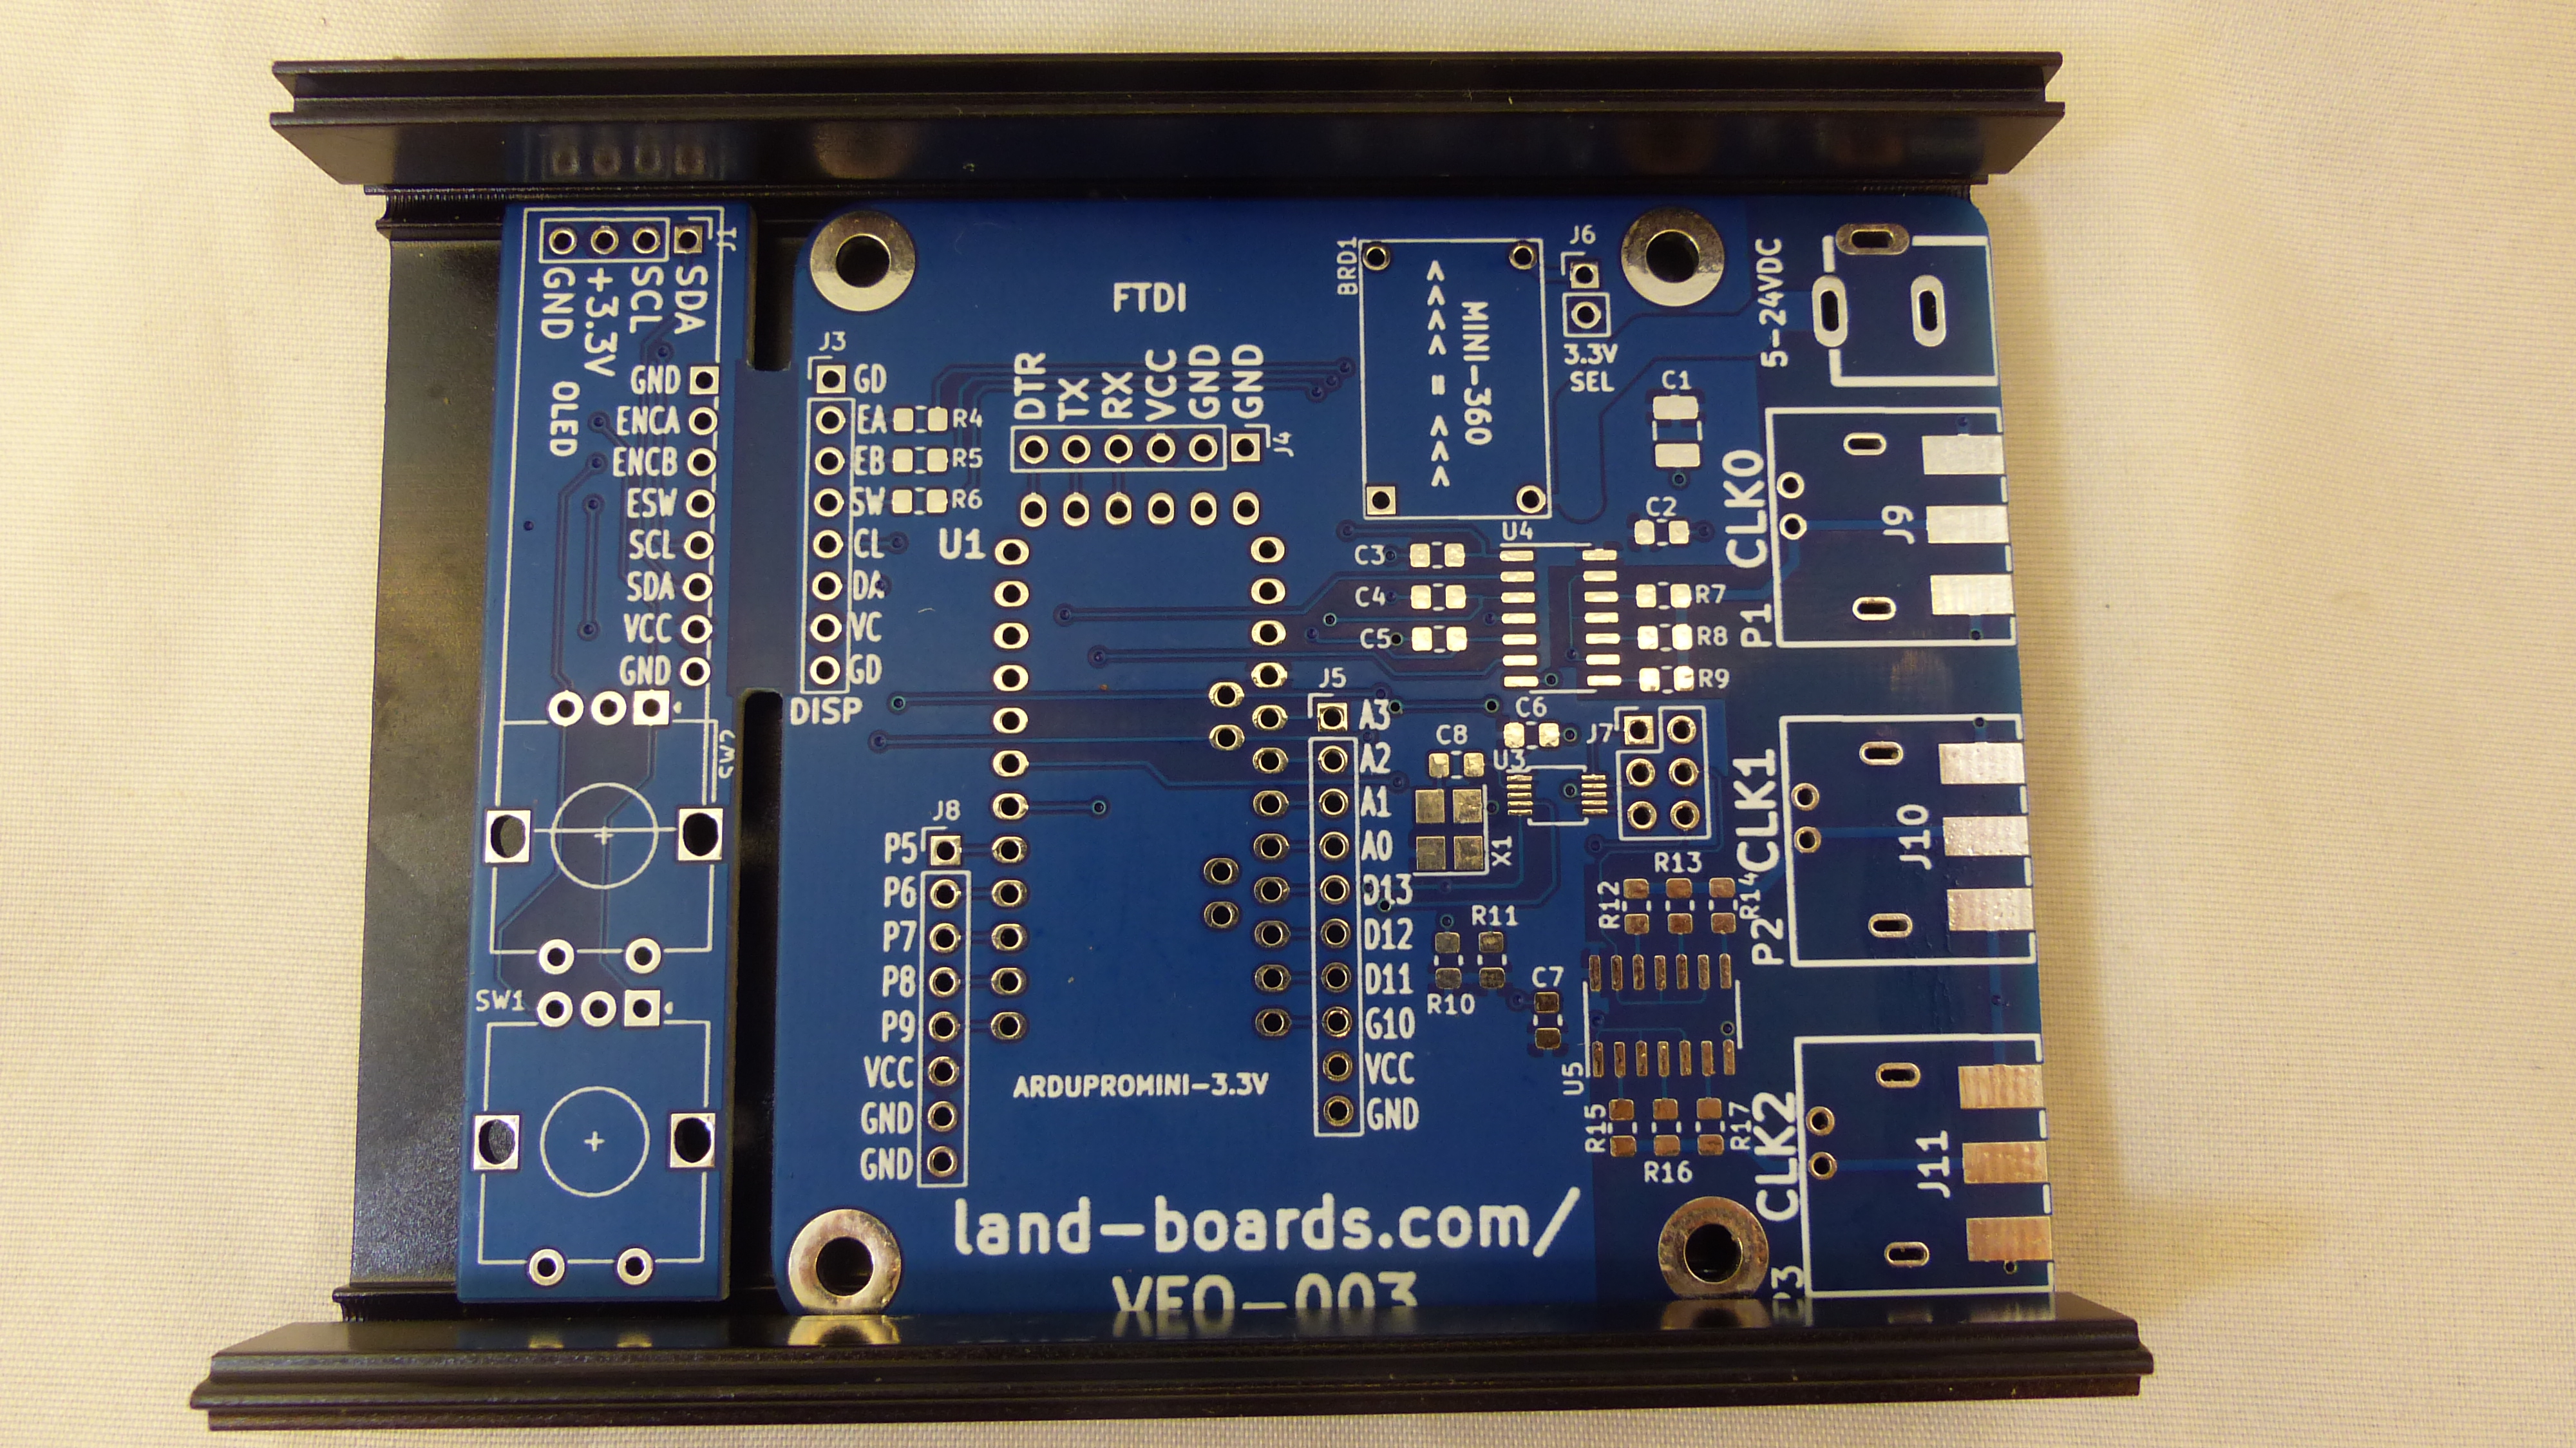 J1
SDA
SCL
+3.3V
GND
OLED
GND
ENCA
ENCB
ESW
SCL
SDA
VCC
GND
SW2
SW1
J3
GD
EA
EB
SW
CL
DA
VC
GD
DISP
R4
R5
R6
FTDI
DTR
TX
RX
VCC
GND
GND
J4
U1
BRD1
MINI-360
J6
3.3V
SEL
5-24VDC
C1
C2
U4
C3
C4
C5
R7
R8
R9
CLK0
P1
J9
J5
A3
A2
A1
A0
D13
D12
D11
G10
VCC
GND
C6
C8
U3
J7
X1
R13
R12
R14
CLK1
P2
J10
R11
R10
C7
U5
R15
R16
R17
CLK2
P3
J11
J8
P5
P6
P7
P8
P9
VCC
GND
GND
ARDUPROMINI-3.3V
land-boards.com/
VFO-003